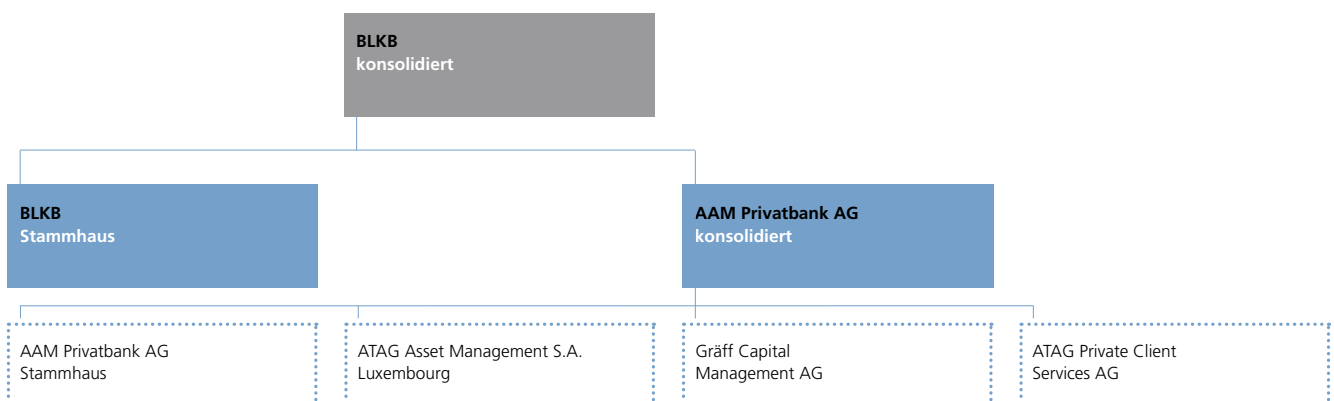 BLKB
konsolidiert
BLKB
Stammhaus
AAM Privatbank AG
konsolidiert
AAM Privatbank AG
Stammhaus
ATAG Asset Management S.A.
Luxembourg
Gräff Capital
Management AG
ATAG Private Client
Services AG